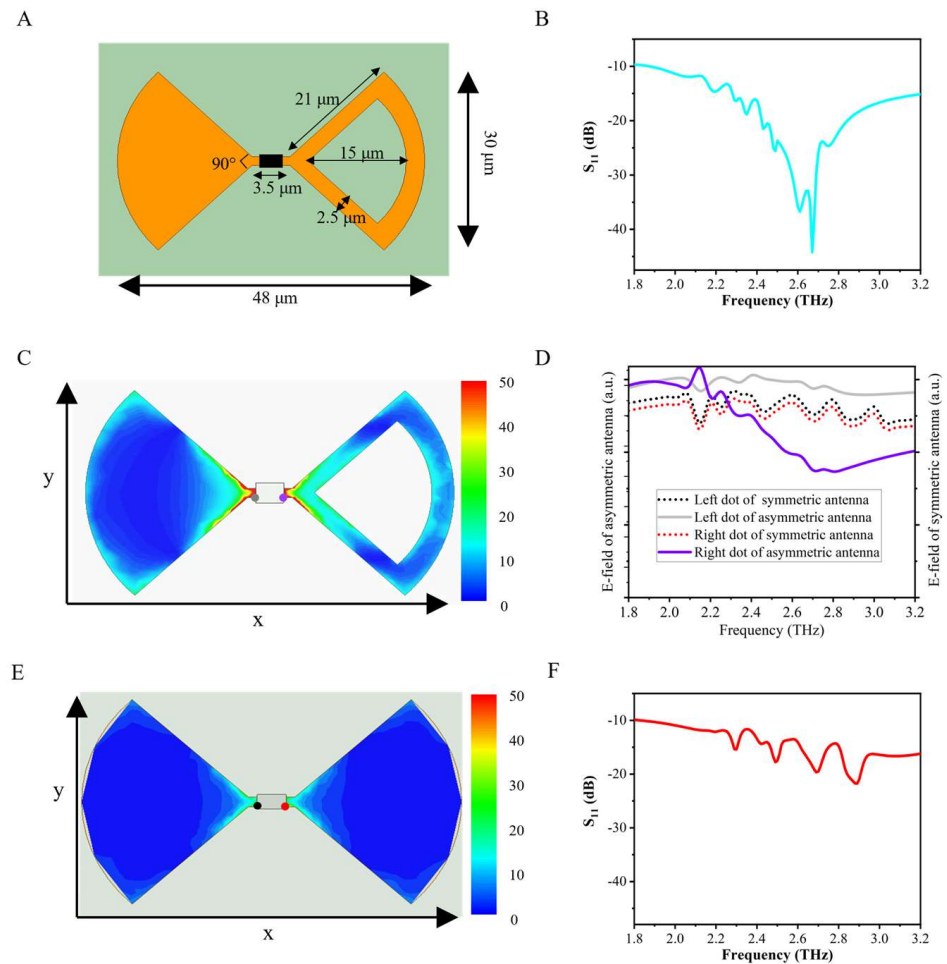 A
21 μm
90°
15 μm
3.5 μm
2.5 μm
30 μm
48 μm
B
-10
-20
-30
-40
S11 (dB)
1.8 2.0 2.2 2.4 2.6 2.8 3.0 3.2
Frequency (THz)
C
y
x
50
40
30
20
10
0
D
E-field of asymmetric antenna (a.u.)
E-field of symmetric antenna (a.u.)
Left dot of symmetric antenna
Left dot of asymmetric antenna
Right dot of symmetric antenna
Right dot of asymmetric antenna
1.8 2.0 2.2 2.4 2.6 2.8 3.0 3.2
Frequency (THz)
E
y
x
50
40
30
20
10
0
F
-10
-20
-30
-40
S11 (dB)
1.8 2.0 2.2 2.4 2.6 2.8 3.0 3.2
Frequency (THz)